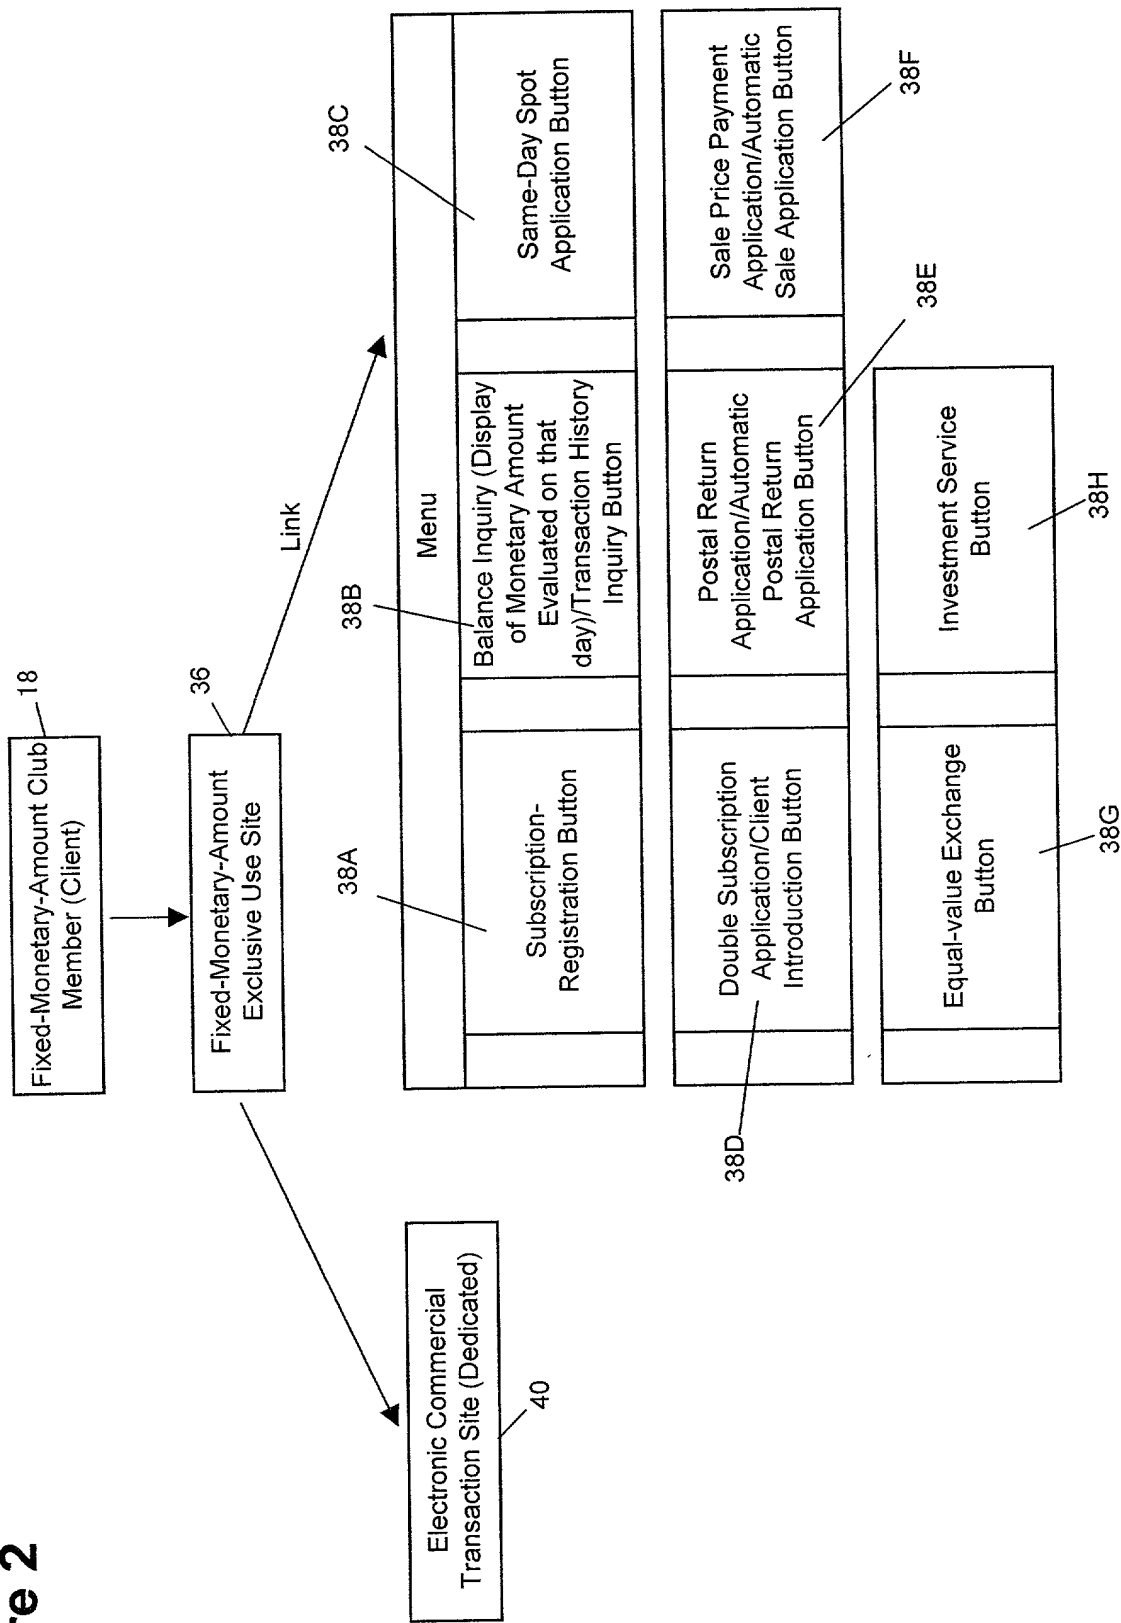 re 2
Fixed-Monetary-Amount Club
Member (Client)
18
Fixed-Monetary-Amount
Exclusive Use Site
36
Link
Electronic Commercial
Transaction Site (Dedicated)
40
Menu
38A
Subscription-
Registration Button
38B
Balance Inquiry (Display
of Monetary Amount
Evaluated on that
day)/Transaction History
Inquiry Button
38C
Same-Day Spot
Application Button
38D
Double Subscription
Application/Client
Introduction Button
Postal Return
Application/Automatic
Postal Return
Application Button
38E
Sale Price Payment
Application/Automatic
Sale Application Button
38F
Equal-value Exchange
Button
38G
Investment Service
Button
38H